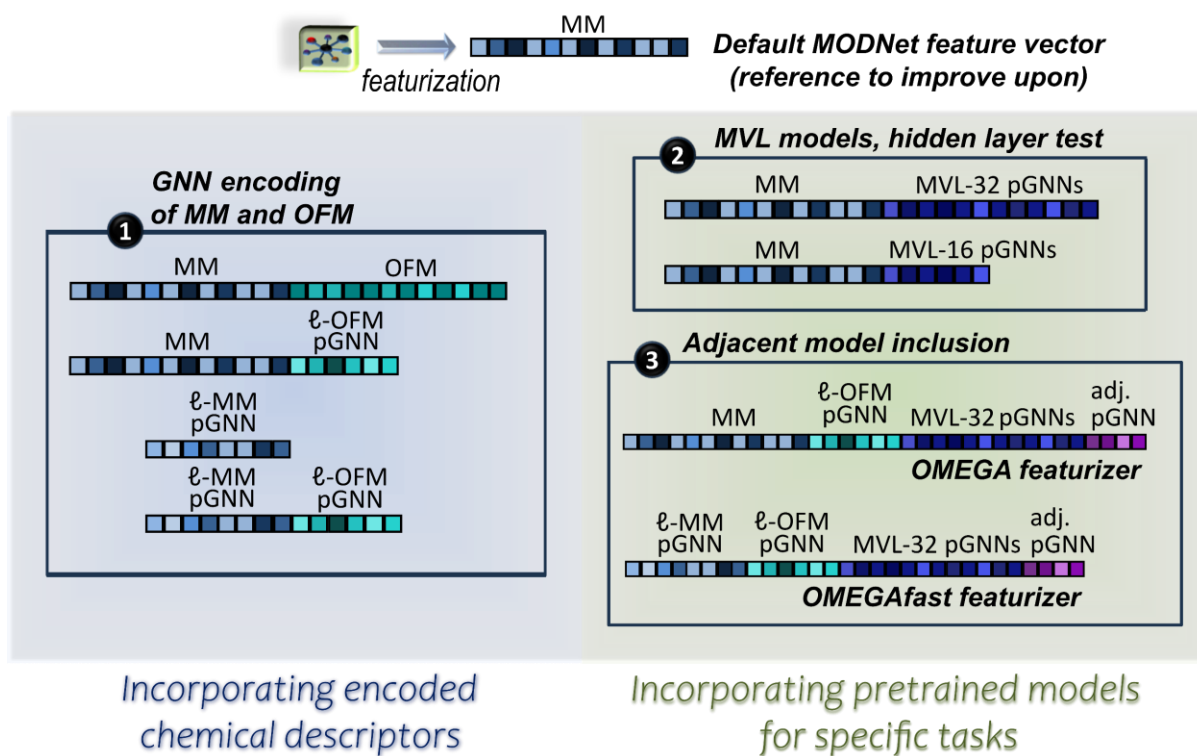 MM
featurization
Default MODNet feature vector
(reference to improve upon)
1
GNN encoding
of MM and OFM
MM OFM
MM ℓ-OFM
pGNN
ℓ-MM
pGNN
ℓ-MM ℓ-OFM
pGNN pGNN
2
MVL models, hidden layer test
MM MVL-32 pGNNs
MM MVL-16 pGNNs
3
Adjacent model inclusion
MM ℓ-OFM
pGNN MVL-32 pGNNs adj.
pGNN
OMEGA featurizer
ℓ-MM
pGNN ℓ-OFM
pGNN MVL-32 pGNNs adj.
pGNN
OMEGAfast featurizer
Incorporating encoded
chemical descriptors
Incorporating pretrained models
for specific tasks